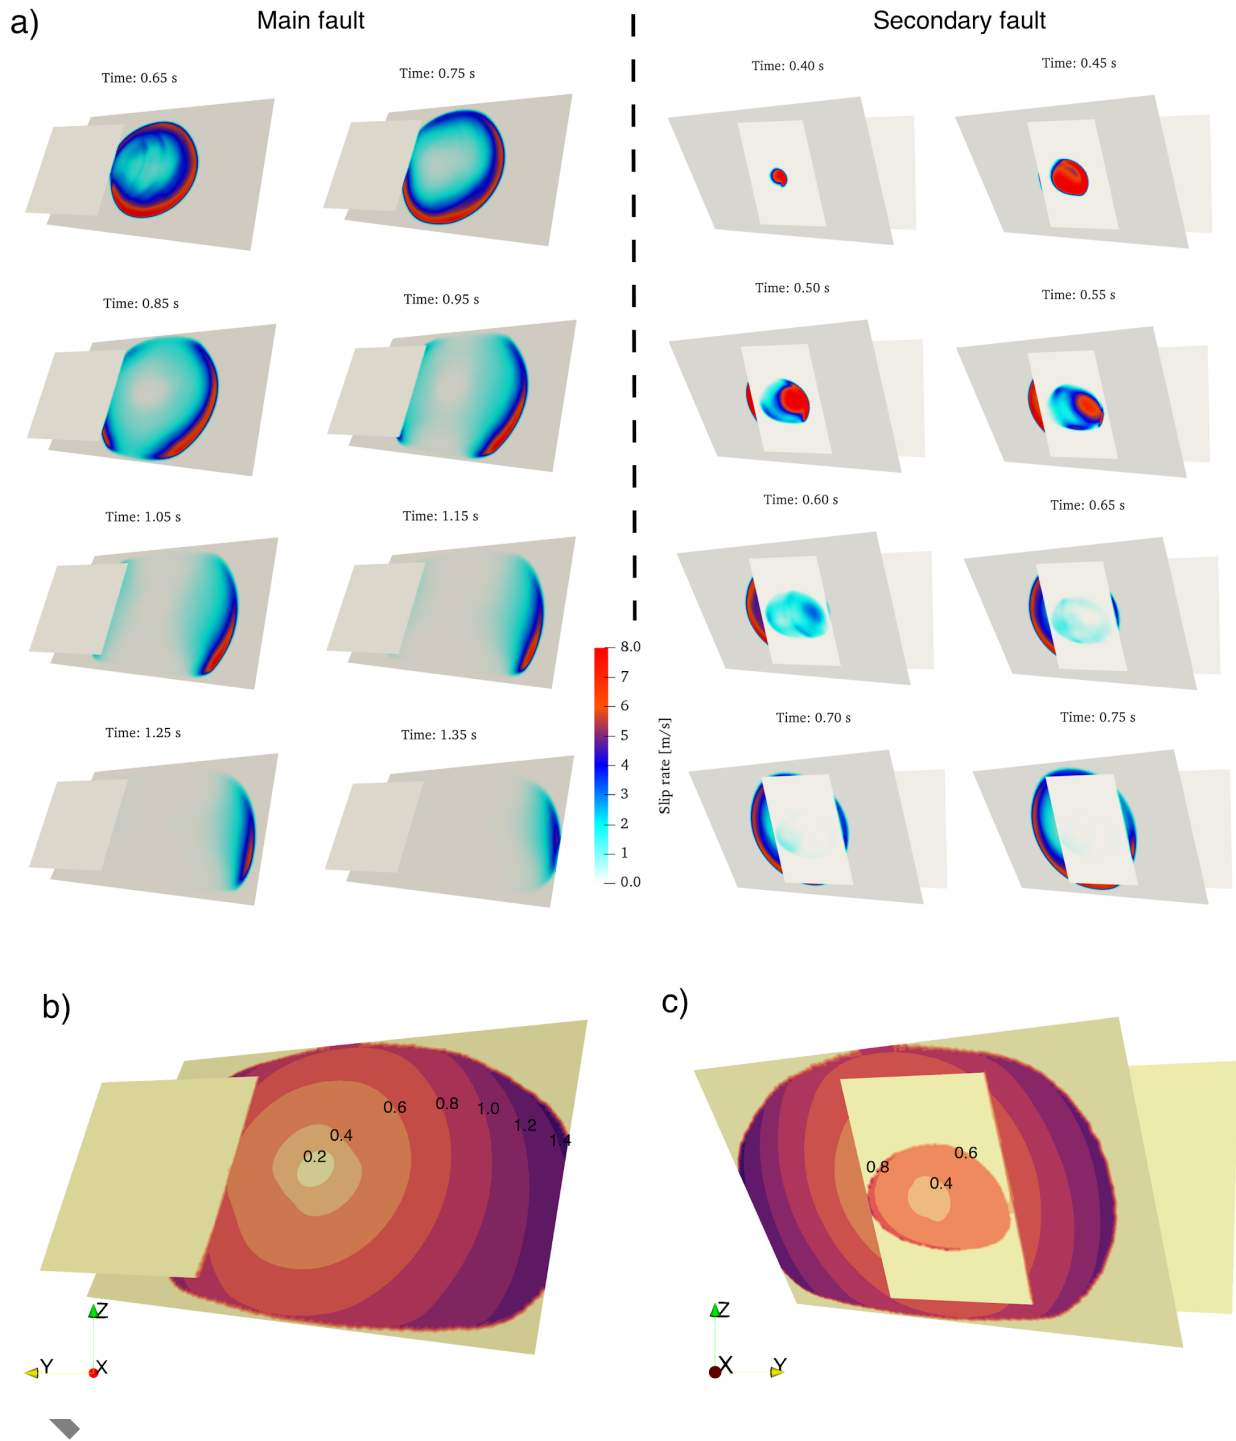 a)
Main fault
Secondary fault
Time: 0.65 s
Time: 0.75 s
Time: 0.40 s
Time: 0.45 s
Time: 0.85 s
Time: 0.95 s
Time: 0.50 s
Time: 0.55 s
Time: 1.05 s
Time: 1.15 s
Time: 0.60 s
Time: 0.65 s
Time: 1.25 s
Time: 1.35 s
Time: 0.70 s
Time: 0.75 s
8.0
7
6
5
4
3
2
1
0.0
Slip rate [m/s]
b)
0.2
0.4
0.6
0.8
1.0
1.2
1.4
Z
Y
X
c)
0.8
0.6
0.4
Z
X
Y